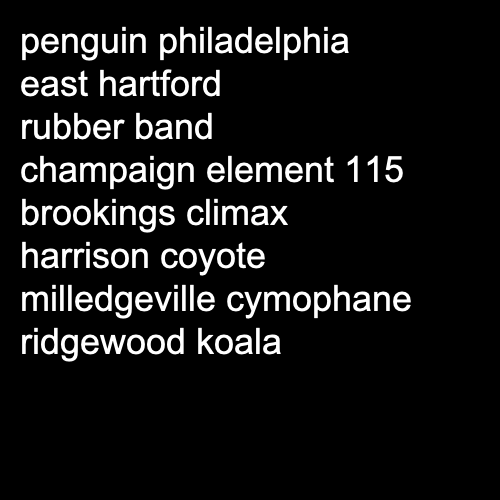 penguin philadelphia
east hartford
rubber band
champaign element 115
brookings climax
harrison coyote
milledgeville cymophane
ridgewood koala